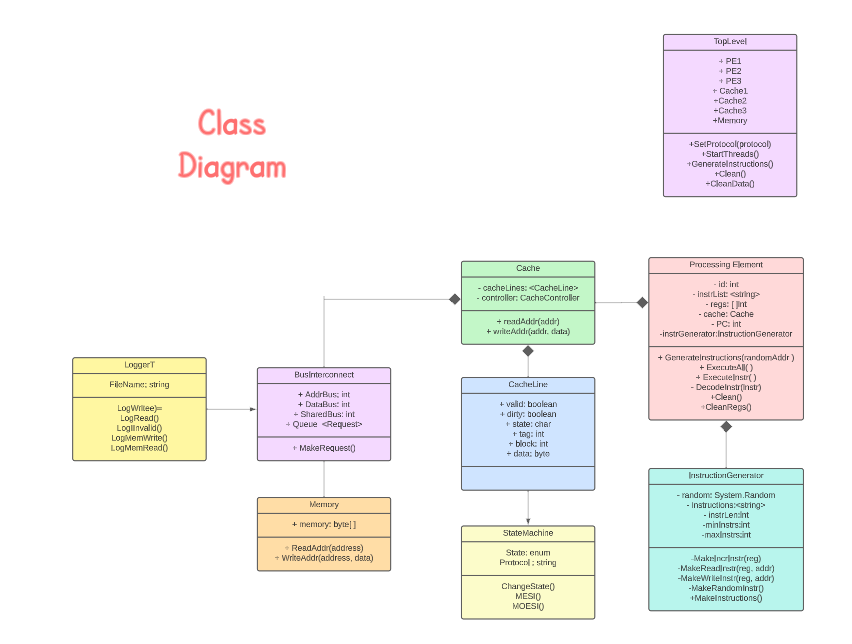 Class
Diagram
TopLevel
+ PE1
+ PE2
+ PE3
+ Cache1
+Cache2
+Cache3
+Memory
+SetProtocol(protocol)
+StartThreads()
+GenerateInstructions()
+Clean()
+CleanData()
Cache
- cacheLines: <CacheLine>
- controller: CacheController
+ readAddr(addr)
+ writeAddr(addr, data)
Processing Element
- id: int
- instrList: <string>
- regs: [ ]int
- cache: Cache
- PC: int
-instrGenerator:InstructionGenerator
+ GenerateInstructions(randomAddr )
+ ExecuteAll( )
+ ExecuteInstr( )
- DecodeInstr(instr)
+Clean()
+CleanRegs()
LoggerT
FileName; string
LogWrite()=
LogRead()
LogIInvalid()
LogMemWrite()
LogMemRead()
BusInterconnect
+ AddrBus; int
+ DataBus: int
+ SharedBus: int
+ Queue <Request>
+ MakeRequest()
CacheLine
+ valid: boolean
+ dirty: boolean
+ state: char
+ tag: int
+ block: int
+ data; byte
Memory
+ memory: byte[ ]
+ ReadAddr(address)
+ WriteAddr(address, data)
StateMachine
State: enum
Protocol ; string
ChangeState()
MESI()
MOESI()
InstructionGenerator
- random: System.Random
- instructions:<string>
- instrLen:int
-minInstrs:int
-maxInstrs:int
-MakeIncrInstr(reg)
-MakeReadInstr(reg, addr)
-MakeWriteInstr(reg, addr)
-MakeRandomInstr()
+MakeInstructions()